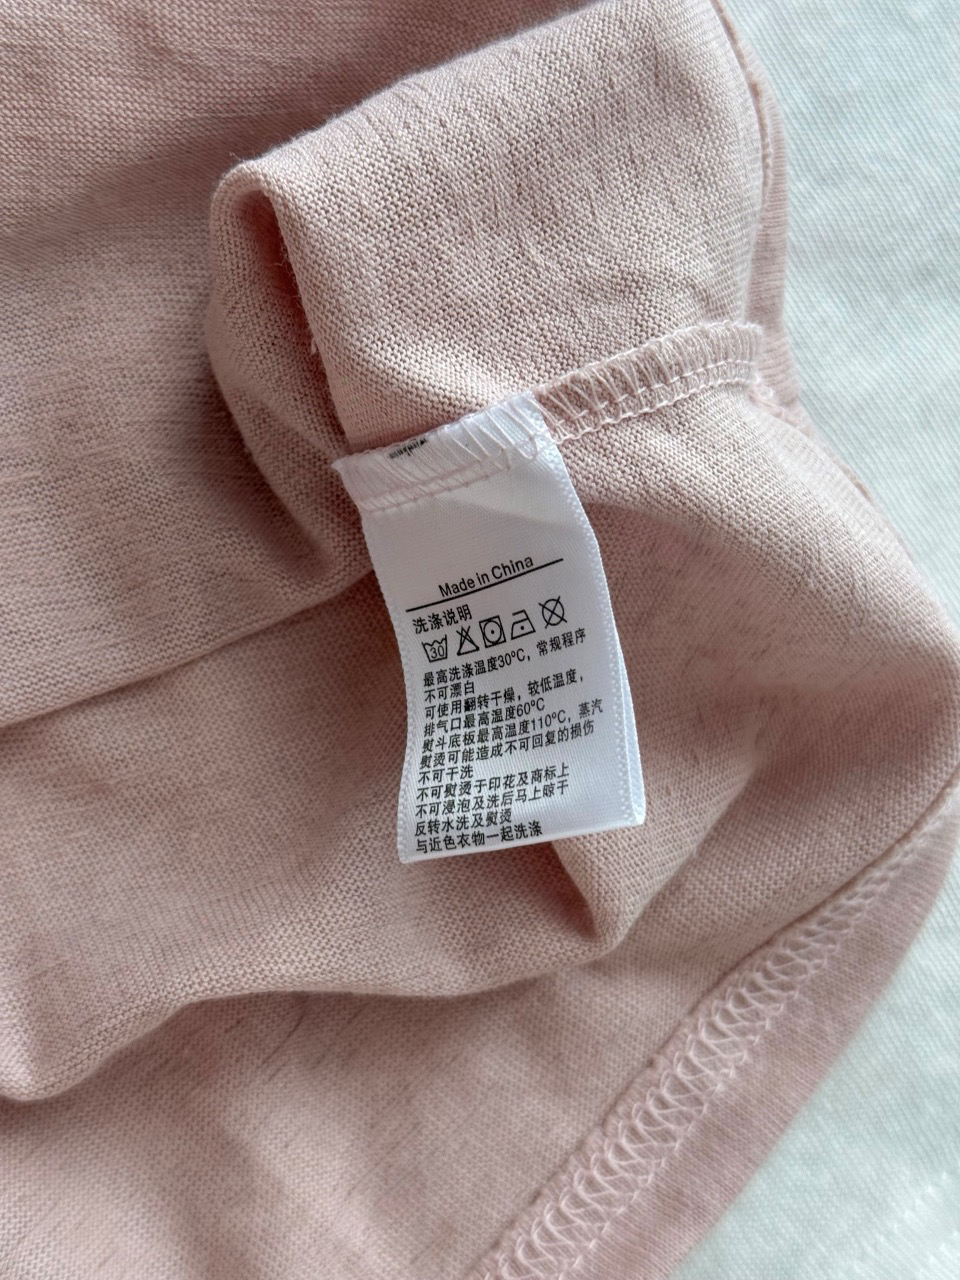 Made in China
洗涤说明
30
最高洗涤温度30℃，常规程序
不可漂白
可使用翻转干燥，较低温度，
排气口最高温度60℃
熨斗底板最高温度110℃，蒸汽
熨烫可能造成不可回复的损伤
不可干洗
不可熨烫于印花及商标上
不可浸泡及洗后马上晾干
反转水洗及熨烫
与近色衣物一起洗涤